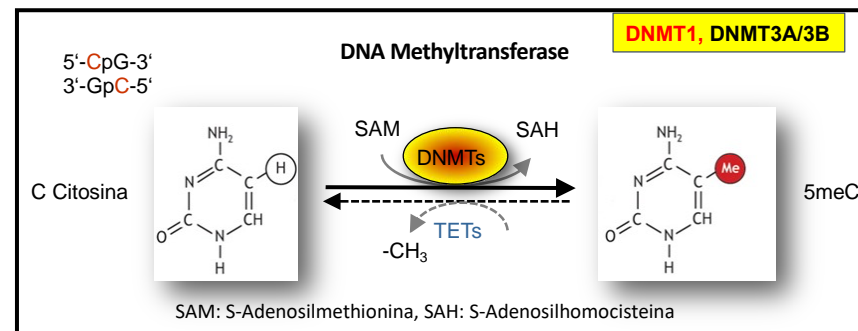 DNMT1, DNMT3A/3B
DNA Methyltransferase
5‘-CpG-3‘
3‘-GpC-5‘
C Citosina
NH₂
C
H
N
C
C
CH
O
N
H
SAM
SAH
DNMTs
TETs
-CH₃
NH₂
C
Me
N
C
C
CH
O
N
H
5meC
SAM: S-Adenosilmethionina, SAH: S-Adenosilhomocisteina